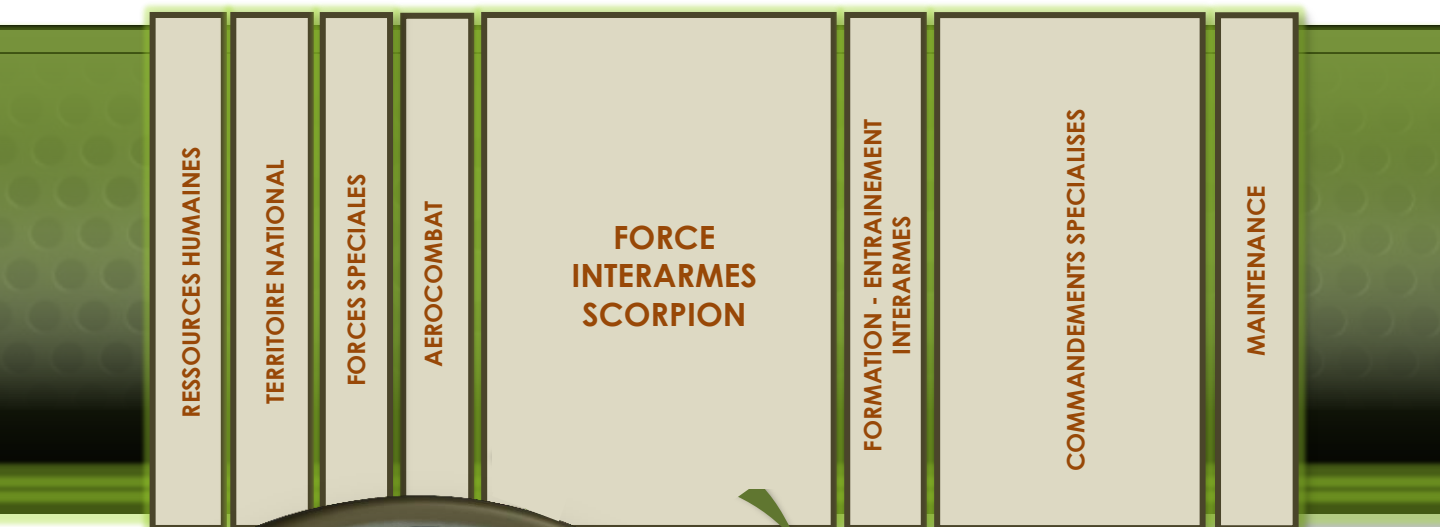 RESSOURCES HUMAINES
TERRITOIRE NATIONAL
FORCES SPECIALES
AEROCOMBAT
FORCE
INTERARMES
SCORPION
FORMATION - ENTRAINEMENT
INTERARMES
COMMANDEMENTS SPECIALISES
MAINTENANCE